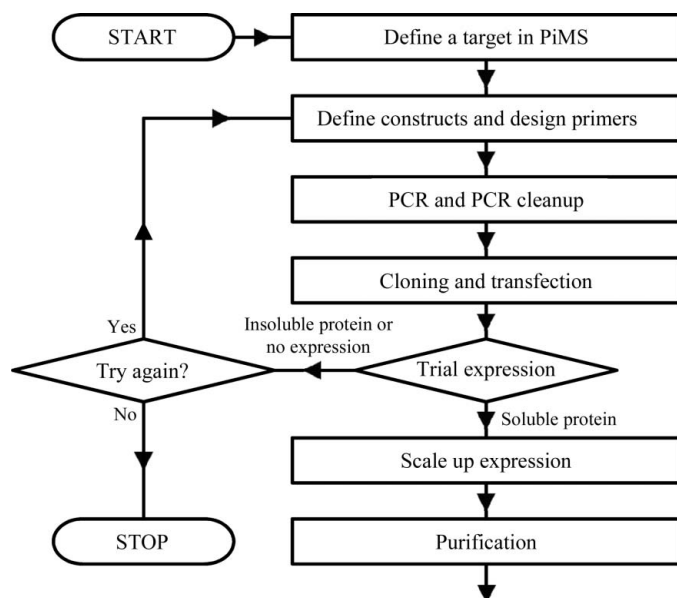 START
Define a target in PiMS
Define constructs and design primers
PCR and PCR cleanup
Cloning and transfection
Yes
Insoluble protein or
no expression
Try again?
Trial expression
No
Soluble protein
Scale up expression
STOP
Purification